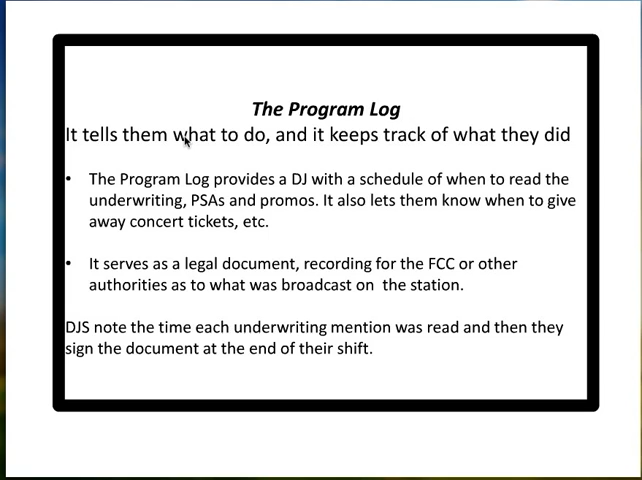 The Program Log
It tells them what to do, and it keeps track of what they did
• The Program Log provides a DJ with a schedule of when to read the
underwriting, PSAs and promos. It also lets them know when to give
away concert tickets, etc.
• It serves as a legal document, recording for the FCC or other
authorities as to what was broadcast on the station.
DJS note the time each underwriting mention was read and then they
sign the document at the end of their shift.